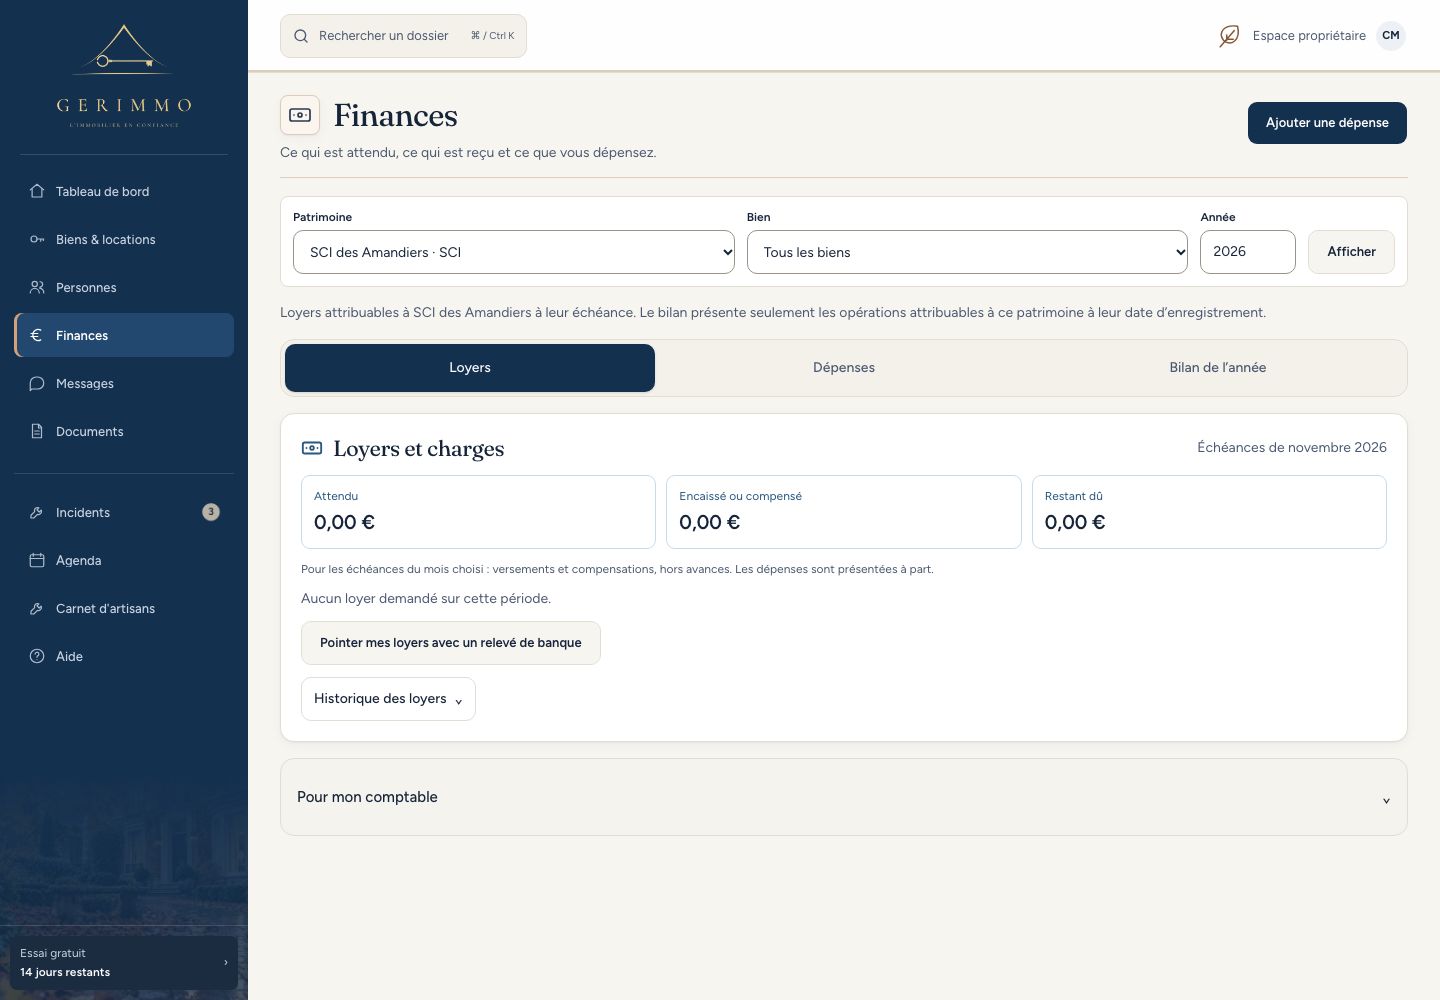 GERIMMO
L'IMMOBILIER EN CONFIANCE
Tableau de bord
Biens & locations
Personnes
Finances
Messages
Documents
Incidents
3
Agenda
Carnet d'artisans
Aide
Essai gratuit
14 jours restants
Rechercher un dossier
⌘ / Ctrl K
Espace propriétaire
CM
Finances
Ce qui est attendu, ce qui est reçu et ce que vous dépensez.
Ajouter une dépense
Patrimoine
Bien
Année
SCI des Amandiers · SCI
Tous les biens
2026
Afficher
Loyers attribuables à SCI des Amandiers à leur échéance. Le bilan présente seulement les opérations attribuables à ce patrimoine à leur date d’enregistrement.
Loyers
Dépenses
Bilan de l’année
Loyers et charges
Échéances de novembre 2026
Attendu
0,00 €
Encaissé ou compensé
0,00 €
Restant dû
0,00 €
Pour les échéances du mois choisi : versements et compensations, hors avances. Les dépenses sont présentées à part.
Aucun loyer demandé sur cette période.
Pointer mes loyers avec un relevé de banque
Historique des loyers
Pour mon comptable